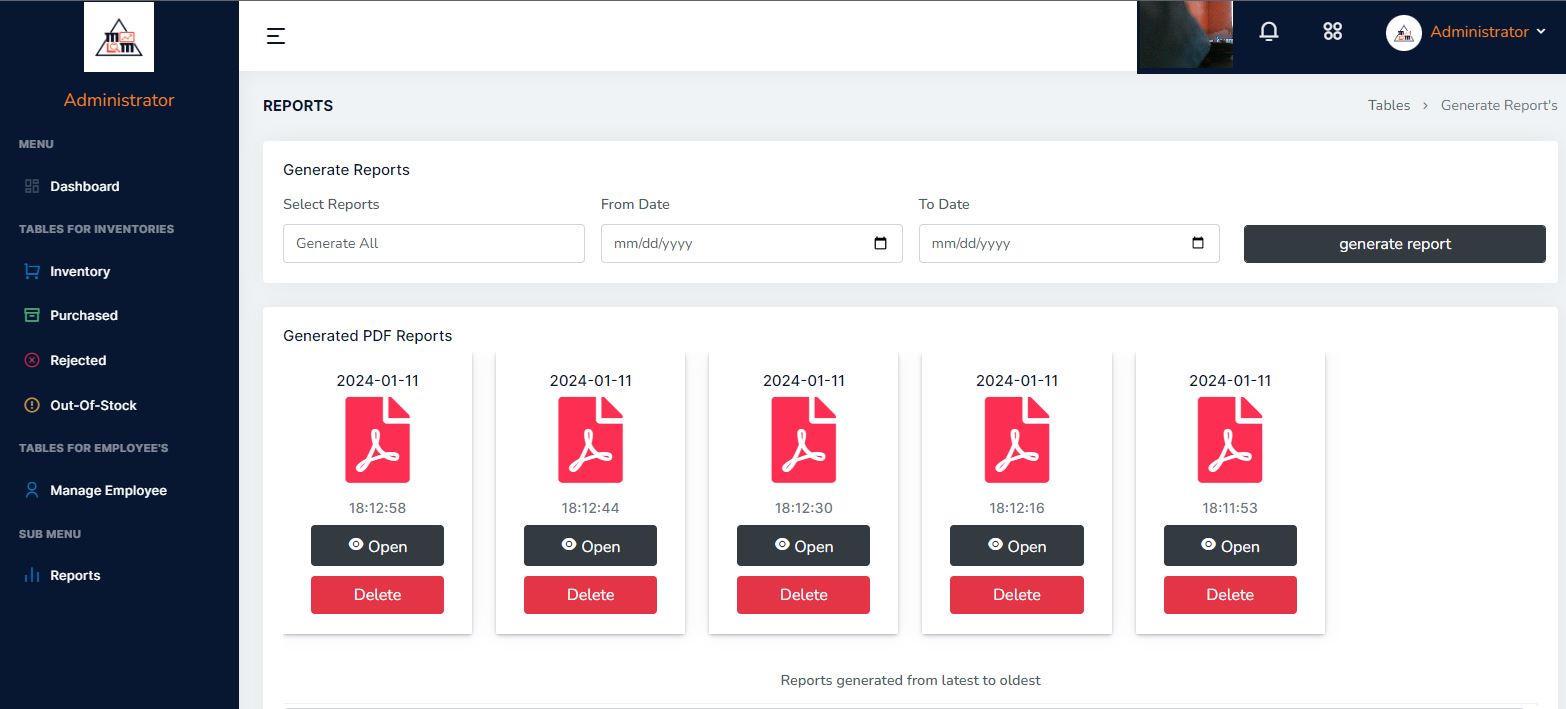 Administrator
MENU
Dashboard
TABLES FOR INVENTORIES
Inventory
Purchased
Rejected
Out-Of-Stock
TABLES FOR EMPLOYEE'S
Manage Employee
SUB MENU
Reports
Administrator
REPORTS
Tables > Generate Report's
Generate Reports
Select Reports From Date To Date
Generate All mm/dd/yyyy mm/dd/yyyy generate report
Generated PDF Reports
2024-01-11 2024-01-11 2024-01-11 2024-01-11 2024-01-11
18:12:58 18:12:44 18:12:30 18:12:16 18:11:53
Open Open Open Open Open
Delete Delete Delete Delete Delete
Reports generated from latest to oldest